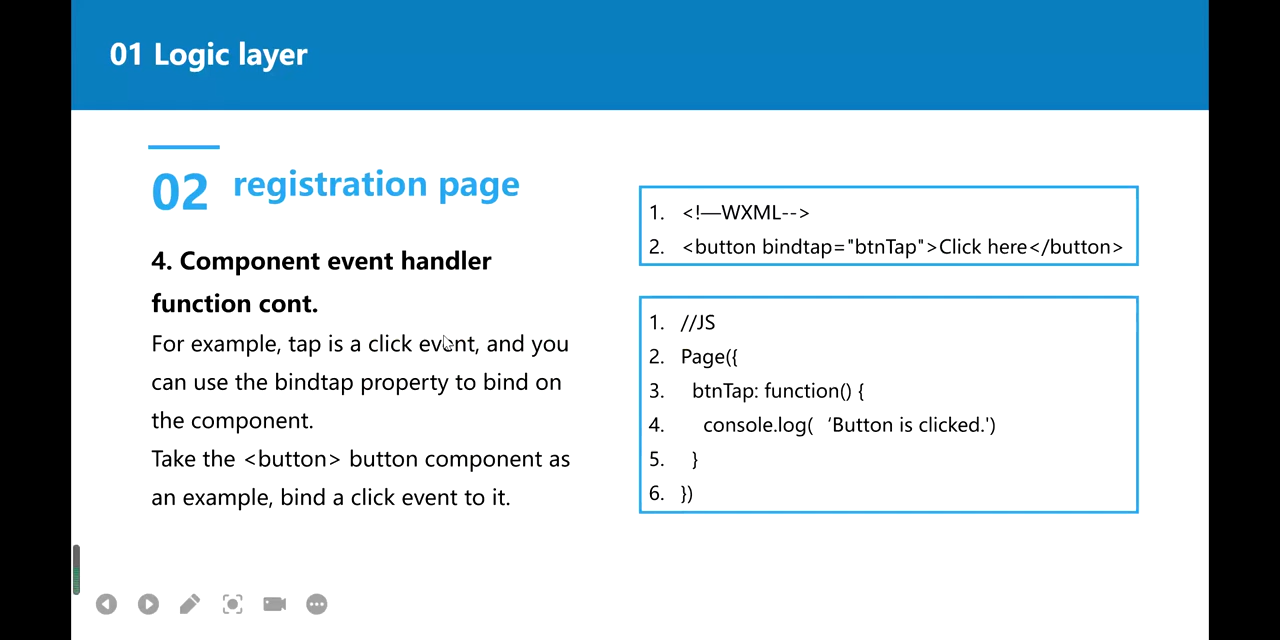 01 Logic layer
02 registration page
4. Component event handler
function cont.
For example, tap is a click event, and you
can use the bindtap property to bind on
the component.
Take the <button> button component as
an example, bind a click event to it.
1. <!—WXML-->
2. <button bindtap="btnTap">Click here</button>
1. //JS
2. Page({
3. btnTap: function() {
4. console.log( ‘Button is clicked.')
5. }
6. })